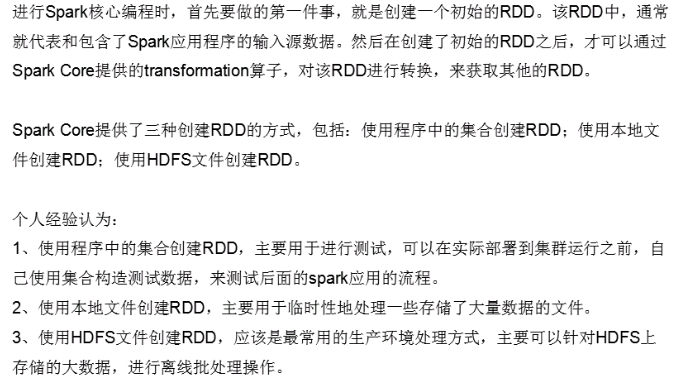 进行Spark核心编程时，首先要做的第一件事，就是创建一个初始的RDD。该RDD中，通常
就代表和包含了Spark应用程序的输入源数据。然后在创建了初始的RDD之后，才可以通过
Spark Core提供的transformation算子，对该RDD进行转换，来获取其他的RDD。
Spark Core提供了三种创建RDD的方式，包括：使用程序中的集合创建RDD；使用本地文
件创建RDD；使用HDFS文件创建RDD。
个人经验认为：
1、使用程序中的集合创建RDD，主要用于进行测试，可以在实际部署到集群运行之前，自
己使用集合构造测试数据，来测试后面的spark应用的流程。
2、使用本地文件创建RDD，主要用于临时性地处理一些存储了大量数据的文件。
3、使用HDFS文件创建RDD，应该是最常用的生产环境处理方式，主要可以针对HDFS上
存储的大数据，进行离线批处理操作。